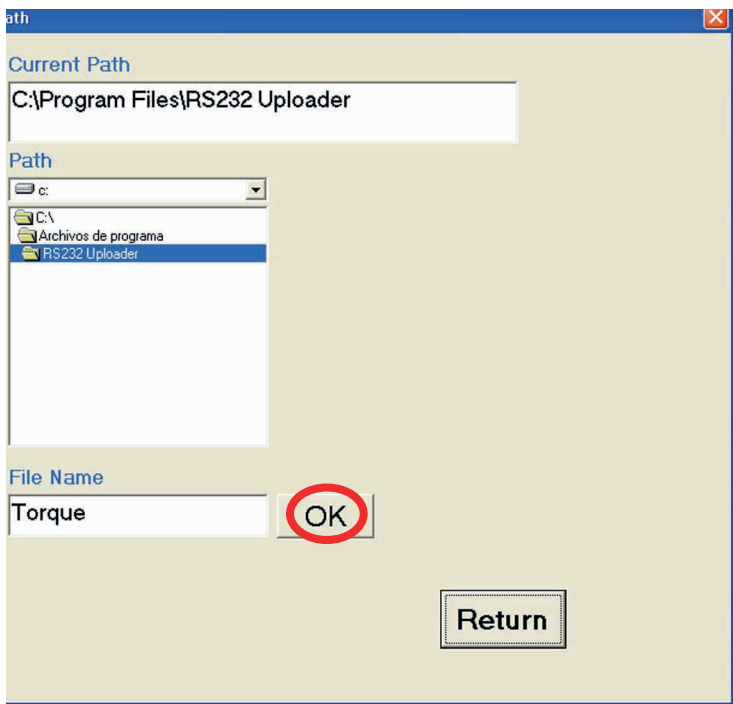 ath
Current Path
C:\Program Files\RS232 Uploader
Path
c:
C:\
Archivos de programa
RS232 Uploader
File Name
Torque
OK
Return